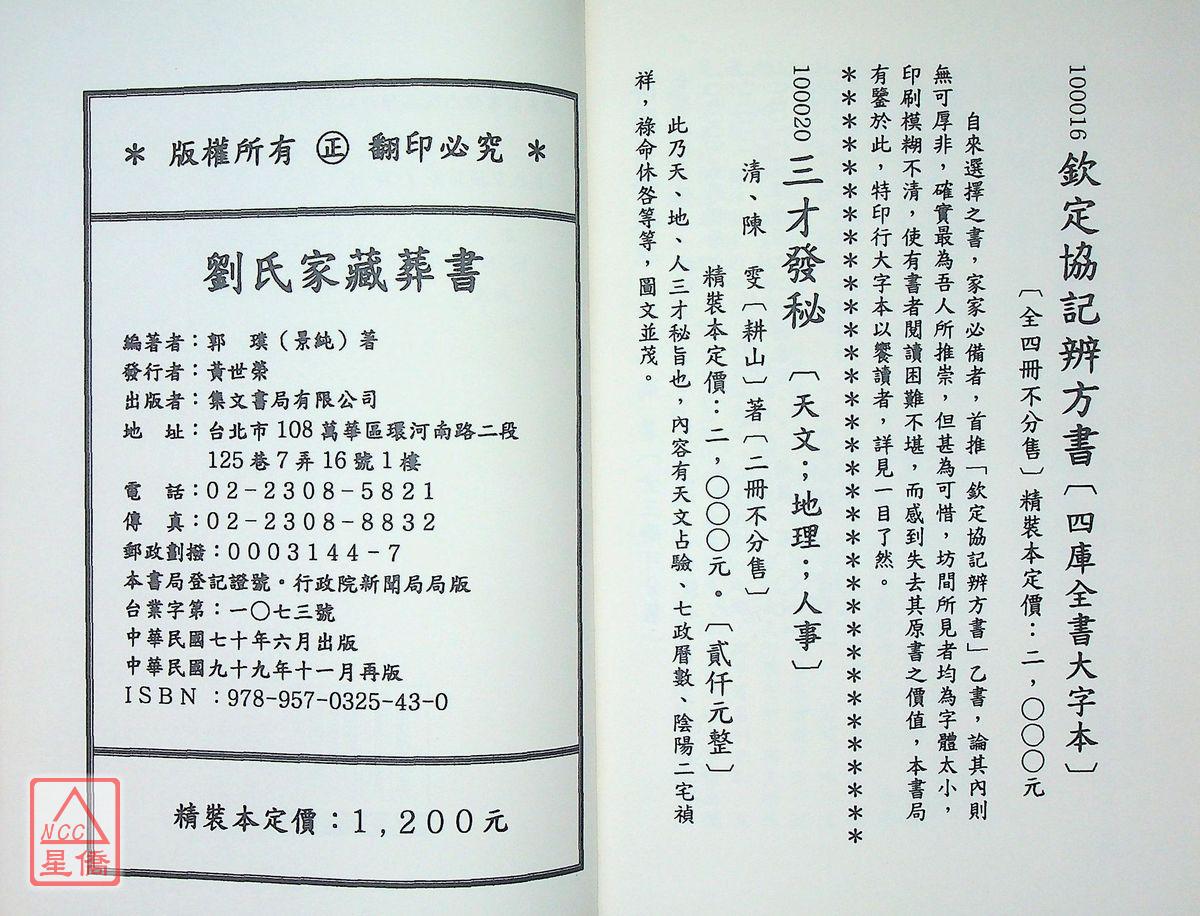 100016 欽定協記辨方書〔四庫全書大字本〕
〔全四冊不分售〕精裝本定價：二，〇〇〇元
自來選擇之書，家家必備者，首推「欽定協記辨方書」乙書，論其內則
無可厚非，確實最為吾人所推崇，但甚為可惜，坊間所見者均為字體太小，
印刷模糊不清，使有書者閱讀困難不堪，而感到失去其原書之價值，本書局
有鑒於此，特印行大字本以饗讀者，詳見一目了然。
＊＊＊＊＊＊＊＊＊＊＊＊＊＊＊＊＊＊＊＊＊＊＊＊＊＊＊＊＊＊
100020 三才發秘〔天文；地理；人事〕
清、陳　雯〔耕山〕著〔二冊不分售〕
精裝本定價：二，〇〇〇元。〔貳仟元整〕
此乃天、地、人三才秘旨也，內容有天文占驗、七政曆數、陰陽二宅禎
祥，祿命休咎等等，圖文並茂。
＊ 版權所有 ㊣ 翻印必究 ＊
劉氏家藏葬書
編著者：郭　璞（景純）著
發行者：黃世榮
出版者：集文書局有限公司
地　址：台北市108萬華區環河南路二段
125巷7弄16號1樓
電　話：02-2308-5821
傳　真：02-2308-8832
郵政劃撥：0003144-7
本書局登記證號。行政院新聞局局版
台業字第：一〇七三號
中華民國七十年六月出版
中華民國九十九年十一月再版
ISBN：978-957-0325-43-0
精裝本定價：1,200元
NCC
星僑